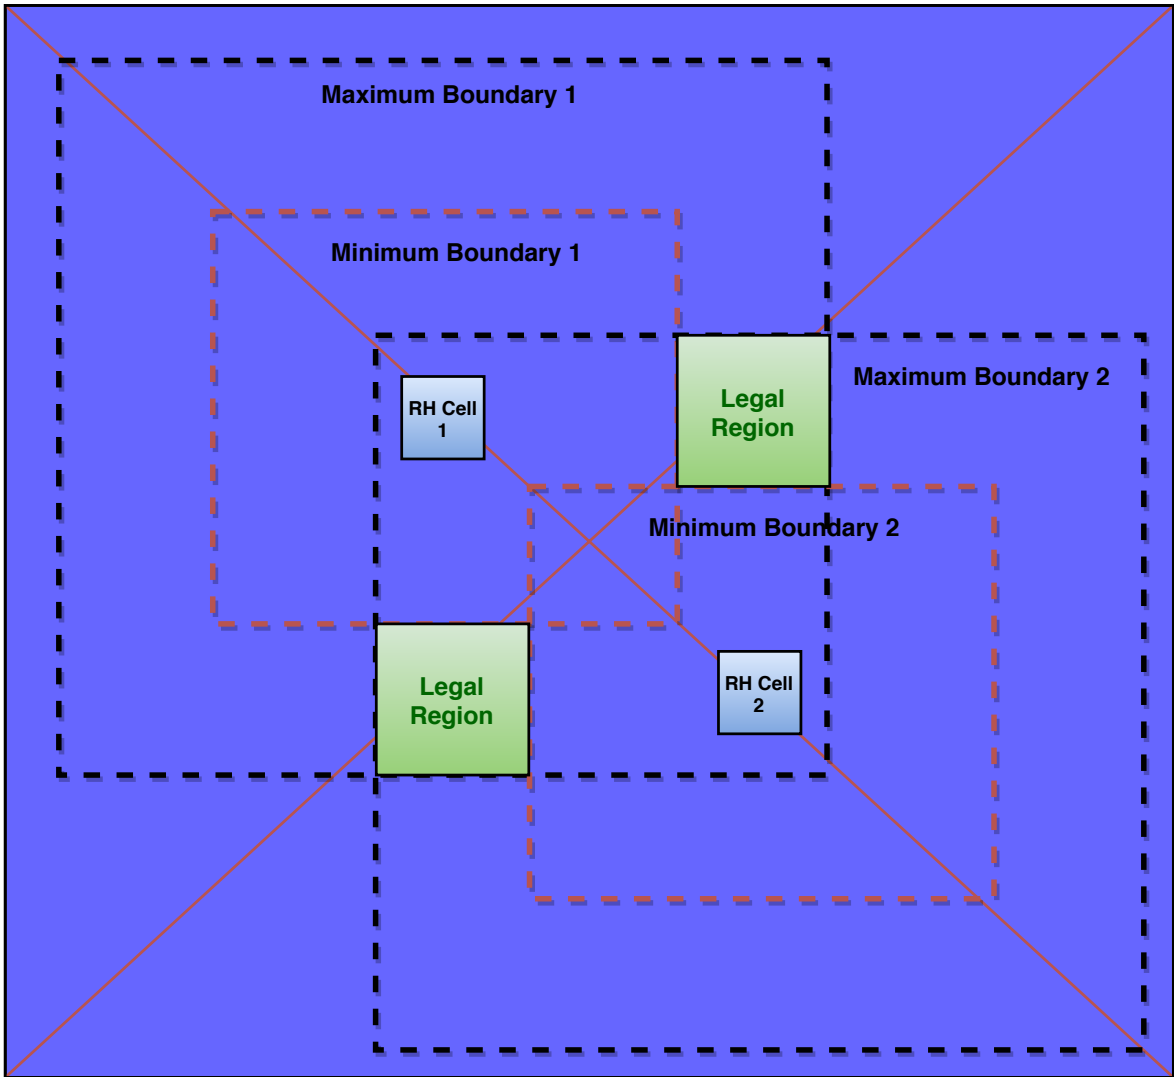 Maximum Boundary 1
Minimum Boundary 1
Maximum Boundary 2
RH Cell
1
Legal
Region
Minimum Boundary 2
Legal
Region
RH Cell
2